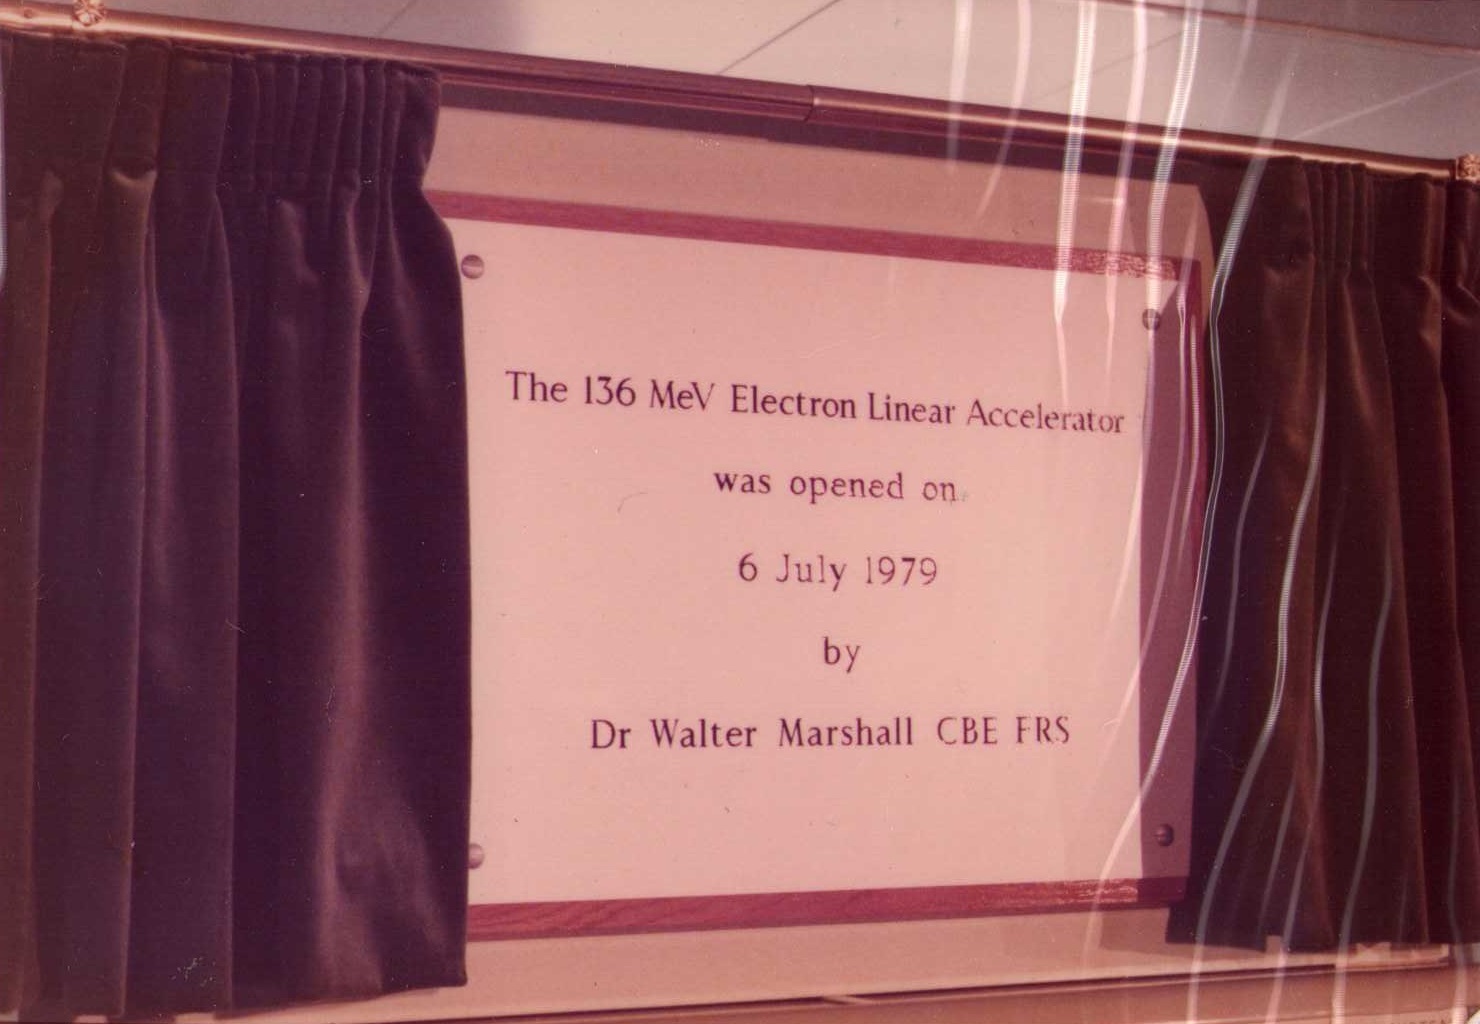 The 136 MeV Electron Linear Accelerator
was opened on
6 July 1979
by
Dr Walter Marshall CBE FRS